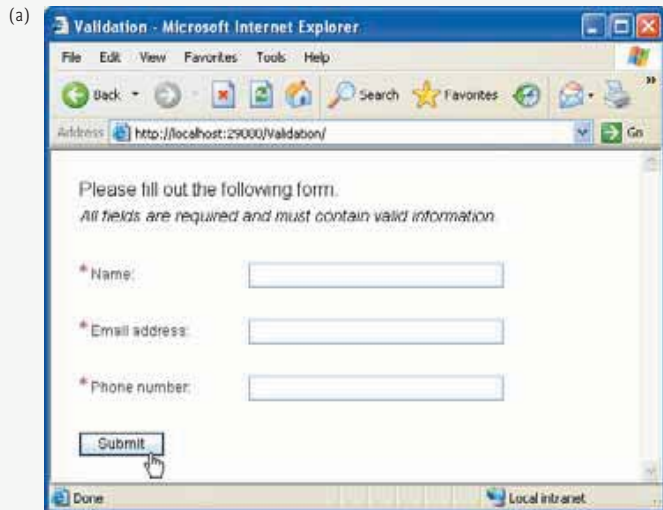 (a)
Validation - Microsoft Internet Explorer
File Edit View Favorites Tools Help
Back Search Favorites »
Address http://localhost:29000/Validation/ Go
Please fill out the following form.
All fields are required and must contain valid information.
*Name:
*Email address:
*Phone number:
Submit
Done Local intranet